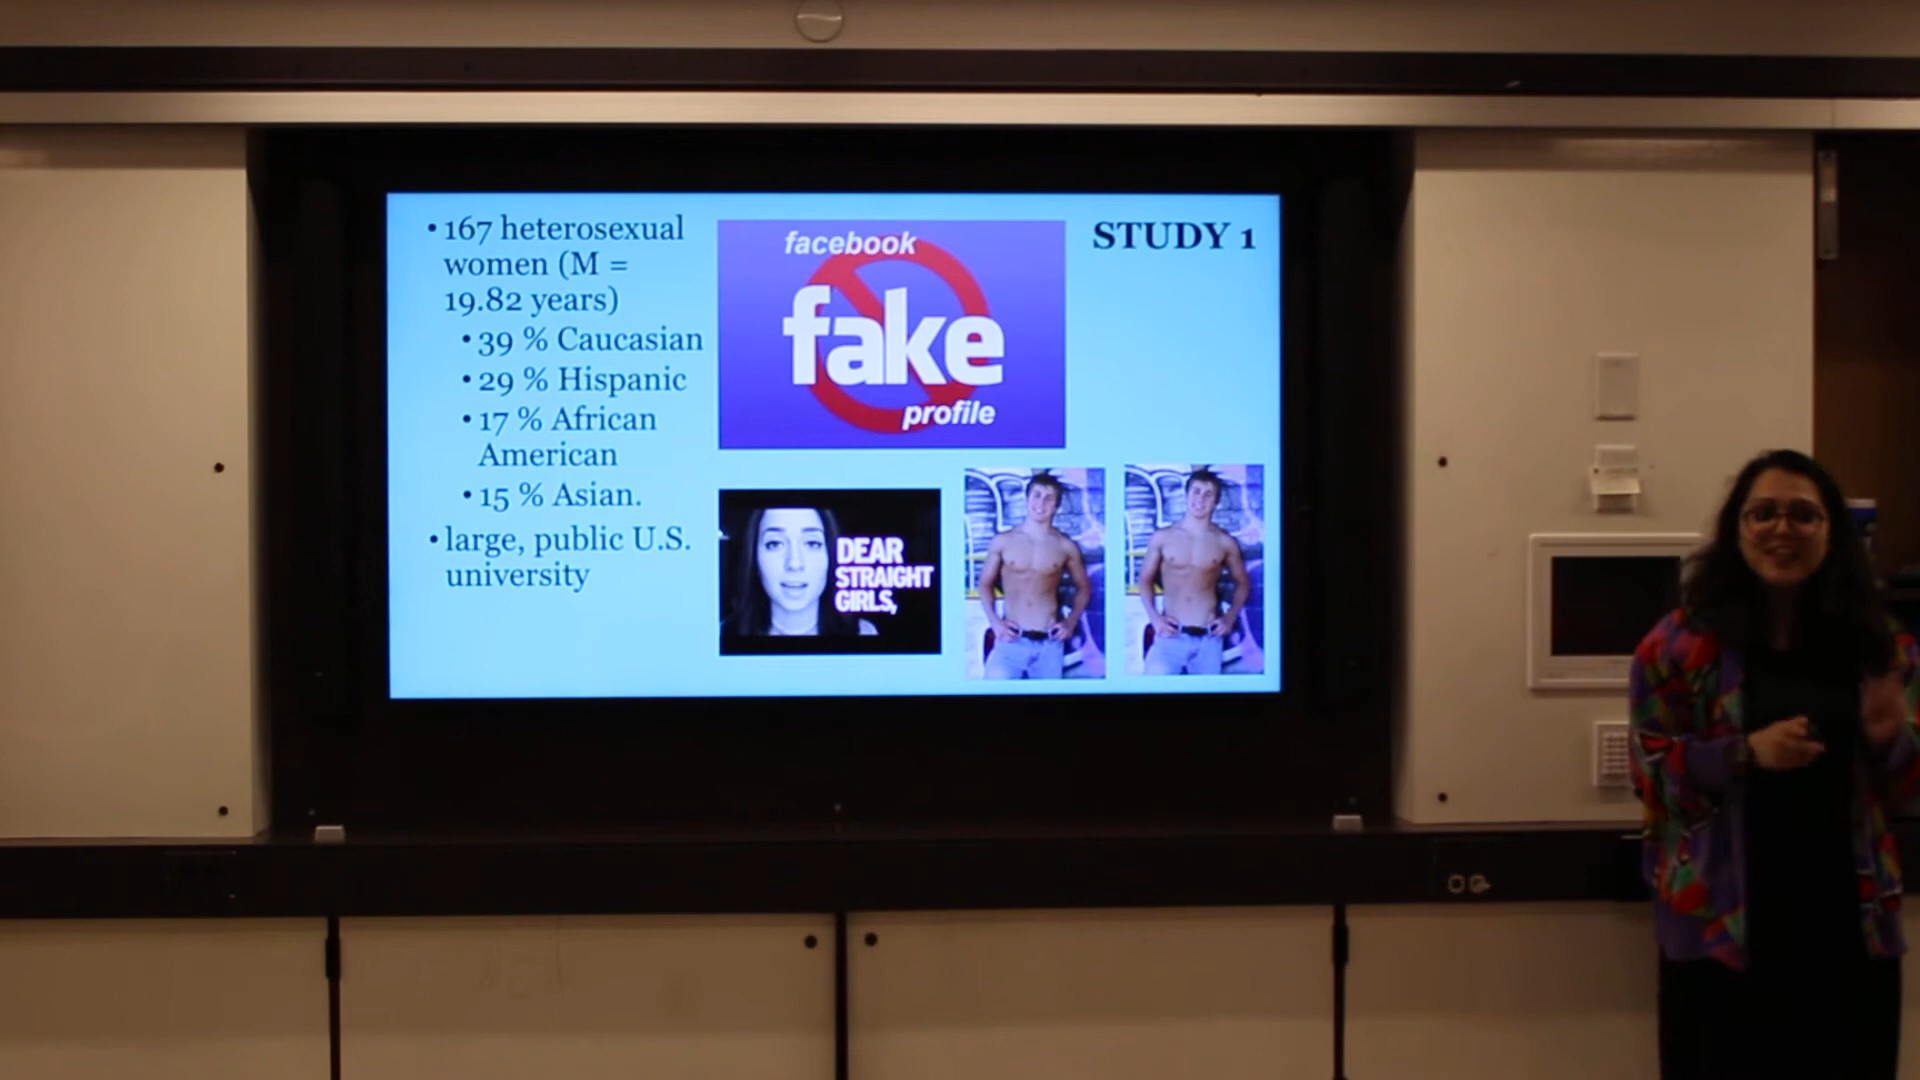 • 167 heterosexual
women (M =
19.82 years)
• 39 % Caucasian
• 29 % Hispanic
• 17 % African
American
• 15 % Asian.
• large, public U.S.
university
facebook
fake
profile
STUDY 1
DEAR
STRAIGHT
GIRLS,